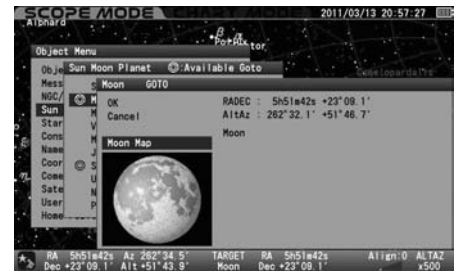 SCOPE MODE
2011/03/13 20:57:27
Alphard
Object Menu
Sun Moon Planet ◎:Available Goto
Obje
Mess
NGC/
Sun
Star
Cons
Name
Coor
Come
Sate
User
Home
Moon GOTO
OK
Cancel
Moon Map
RADEC : 5h51m42s +23°09.1'
AltAz : 262°32.1' +51°46.7'
Moon
RA 5h51m42s Az 262°34.5' TARGET RA 5h51m42s Align:0 ALTAZ
Dec +23°09.1' Alt +51°43.9' Moon Dec +23°09.1' x500